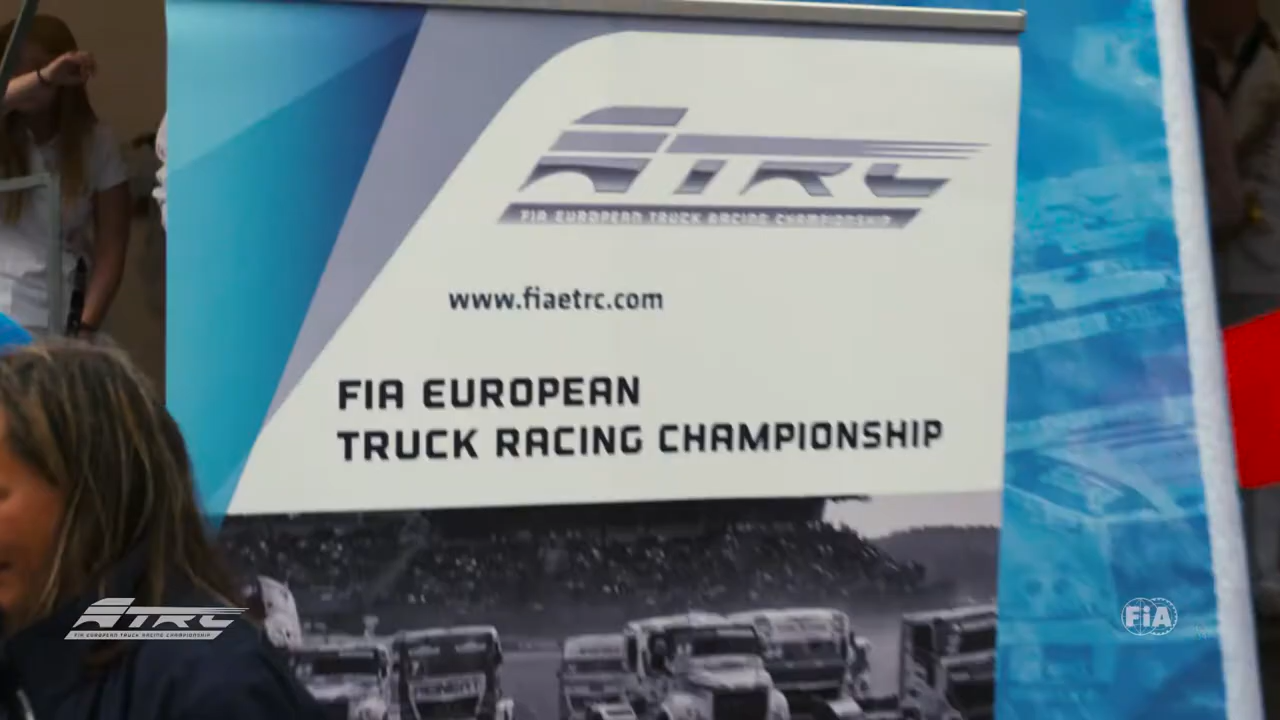 ETRC
FIA EUROPEAN TRUCK RACING CHAMPIONSHIP
www.fiaetrc.com
FIA EUROPEAN
TRUCK RACING CHAMPIONSHIP
ETRC
FIA EUROPEAN TRUCK RACING CHAMPIONSHIP
FiA